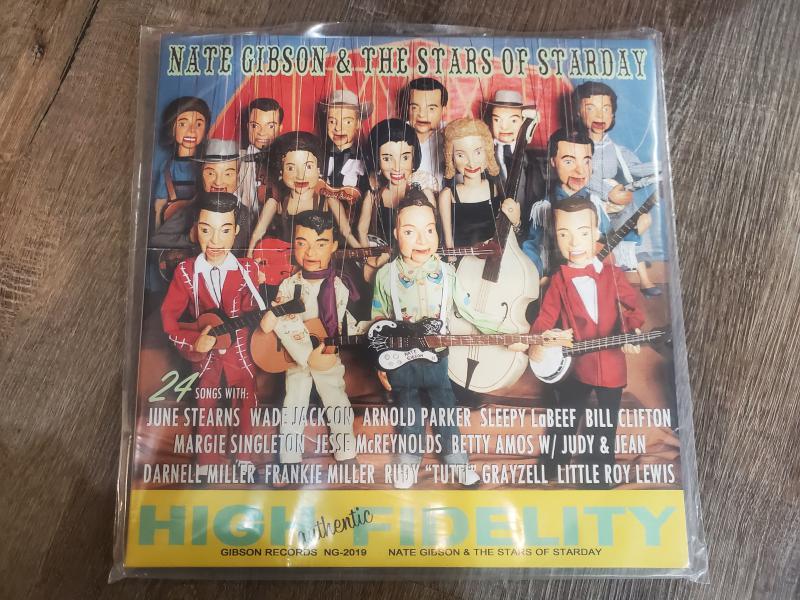 NATE GIBSON & THE STARS OF STARDAY
NATE GIBSON
24 SONGS WITH:
JUNE STEARNS WADE JACKSON ARNOLD PARKER SLEEPY LaBEEF BILL CLIFTON
MARGIE SINGLETON JESSE McREYNOLDS BETTY AMOS W/ JUDY & JEAN
DARNELL MILLER FRANKIE MILLER RUDY "TUTTI" GRAYZELL LITTLE ROY LEWIS
HIGH authentic FIDELITY
GIBSON RECORDS NG-2019 NATE GIBSON & THE STARS OF STARDAY